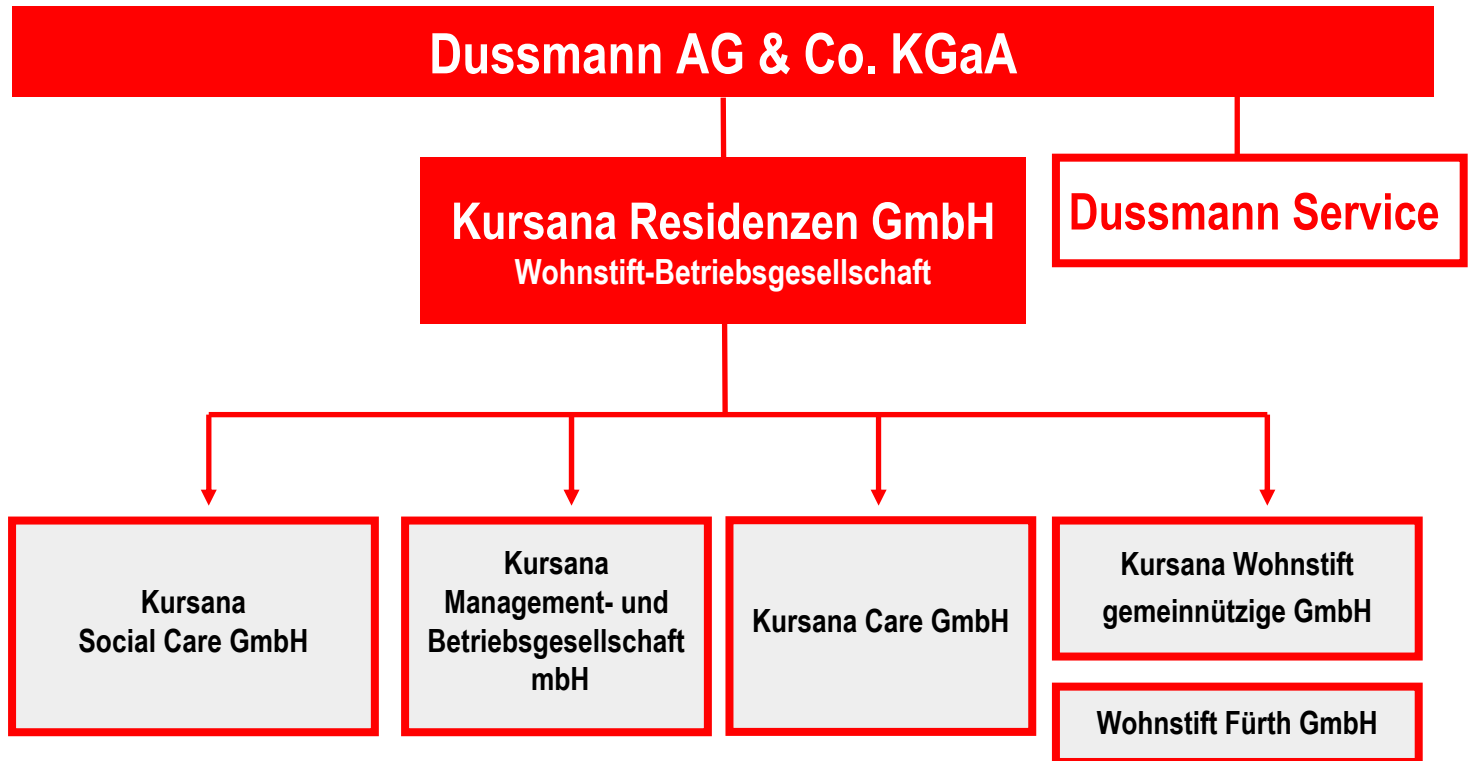 Dussmann AG & Co. KGaA
Kursana Residenzen GmbH
Wohnstift-Betriebsgesellschaft
Dussmann Service
Kursana
Social Care GmbH
Kursana
Management- und
Betriebsgesellschaft
mbH
Kursana Care GmbH
Kursana Wohnstift
gemeinnützige GmbH
Wohnstift Fürth GmbH